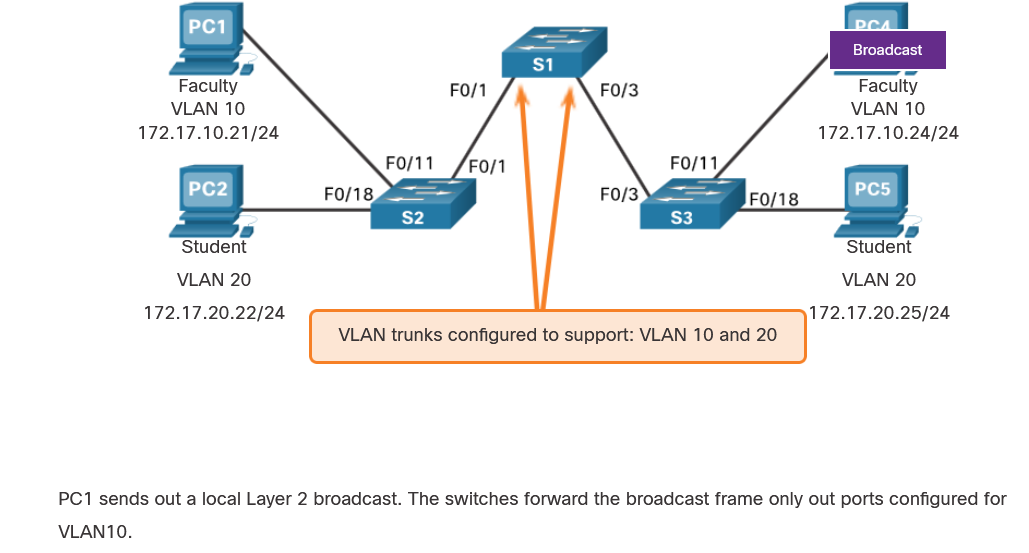 PC1
S1
PC4
Broadcast
F0/1
F0/3
Faculty
VLAN 10
172.17.10.21/24
Faculty
VLAN 10
172.17.10.24/24
F0/11
F0/1
F0/11
PC2
F0/18
S2
F0/3
S3
F0/18
PC5
Student
VLAN 20
172.17.20.22/24
Student
VLAN 20
172.17.20.25/24
VLAN trunks configured to support: VLAN 10 and 20
PC1 sends out a local Layer 2 broadcast. The switches forward the broadcast frame only out ports configured for
VLAN10.